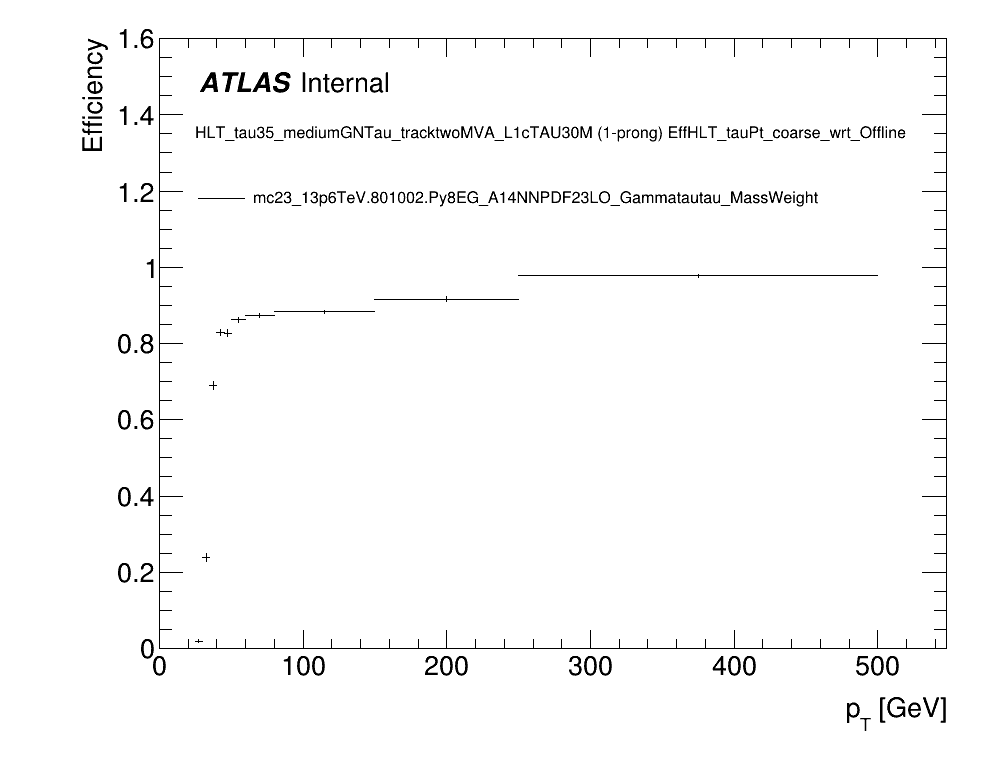 Efficiency
1.6
1.4
1.2
1
0.8
0.6
0.4
0.2
0
ATLAS Internal
HLT_tau35_mediumGNTau_tracktwoMVA_L1cTAU30M (1-prong) EffHLT_tauPt_coarse_wrt_Offline
mc23_13p6TeV.801002.Py8EG_A14NNPDF23LO_Gammatautau_MassWeight
0 100 200 300 400 500
p_T [GeV]